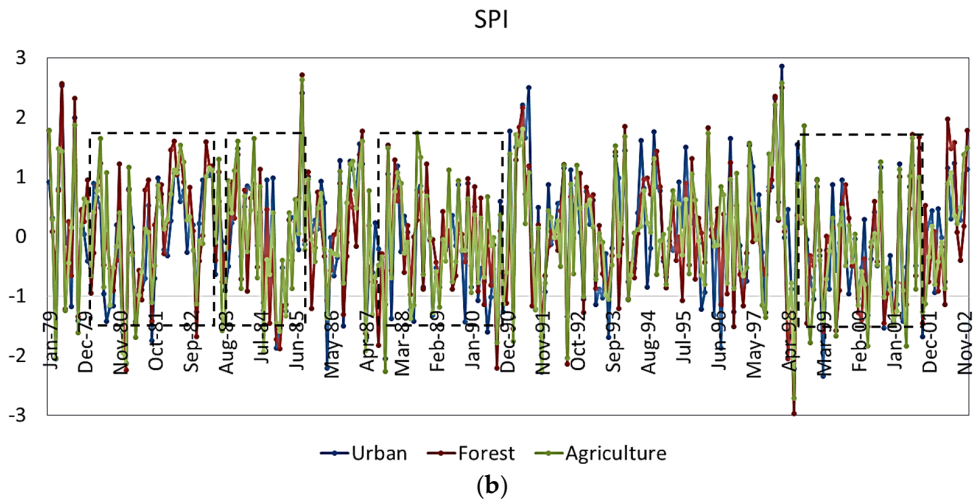 SPI
3
2
1
0
-1
-2
-3
Jan-79
Dec-79
Nov-80
Oct-81
Sep-82
Aug-83
Jul-84
Jun-85
May-86
Apr-87
Mar-88
Feb-89
Jan-90
Dec-90
Nov-91
Oct-92
Sep-93
Aug-94
Jul-95
Jun-96
May-97
Apr-98
Mar-99
Feb-00
Jan-01
Dec-01
Nov-02
Urban Forest Agriculture
(b)